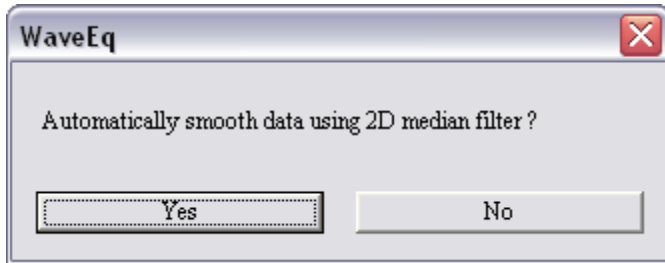 WaveEq
Automatically smooth data using 2D median filter ?
Yes
No